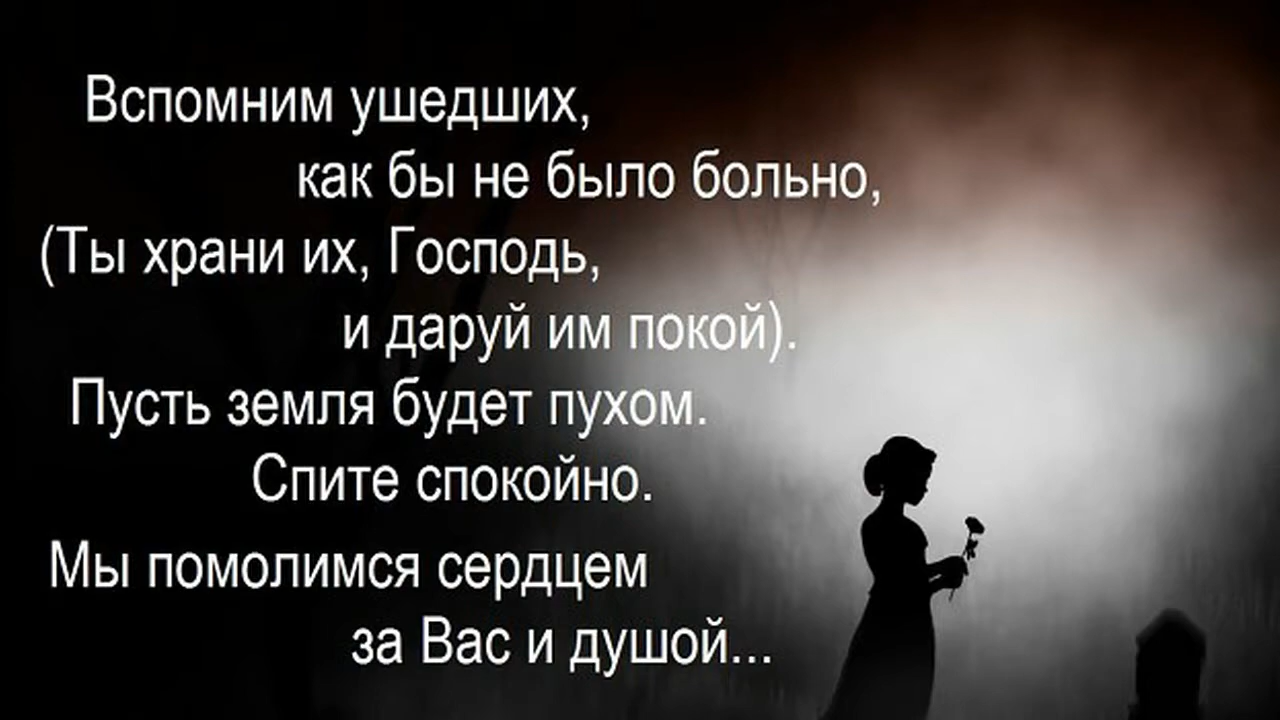 Вспомним ушедших,
как бы не было больно,
(Ты храни их, Господь,
и даруй им покой).
Пусть земля будет пухом.
Спите спокойно.
Мы помолимся сердцем
за Вас и душой...